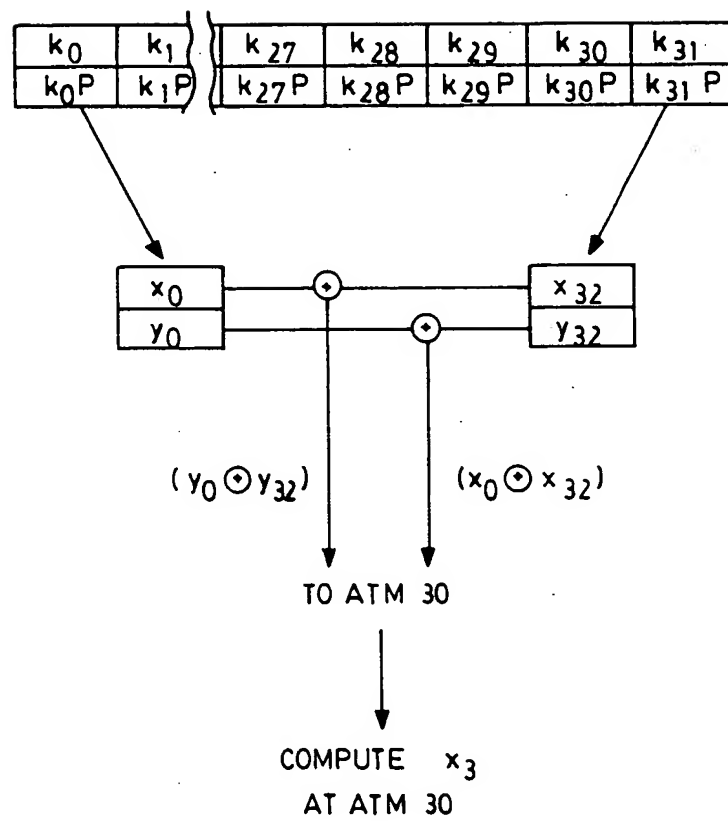 k0 k1 k27 k28 k29 k30 k31
k0P k1P k27P k28P k29P k30P k31P
x0 x32
y0 y32
(y0 ⊙ y32) (x0 ⊙ x32)
TO ATM 30
COMPUTE x3
AT ATM 30